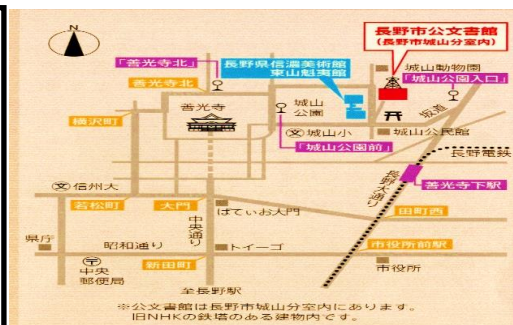 長野市公文書館
(長野市城山分室内)
長野県信濃美術館
東山魁夷館
「善光寺北」
善光寺北
城山動物園
「城山公園入口」
善光寺
城山
公園
坂道
横沢町
文 城山小
城山公民館
「城山公園前」
長野電鉄
文 信州大
善光寺下駅
長野大通り
若松町
大門
ぱてぃお大門
田町西
中央通り
県庁
昭和通り
トイーゴ
市役所前駅
〒
中央
郵便局
新田町
市役所
至長野駅
※公文書館は長野市城山分室内にあります。
旧NHKの鉄塔のある建物内です。